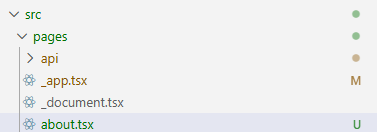 src
pages
api
_app.tsx M
_document.tsx
about.tsx U